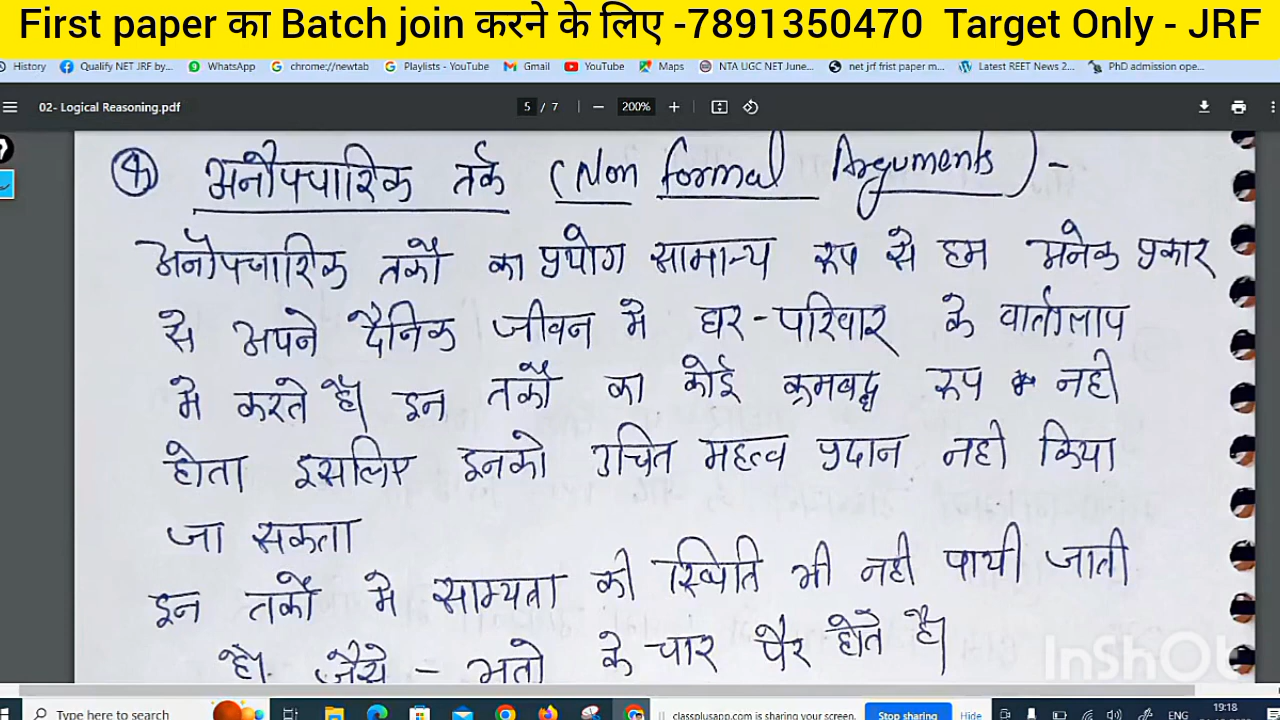 First paper का Batch join करने के लिए -7891350470 Target Only - JRF
History Qualify NET JRF by... WhatsApp chrome://newtab Playlists - YouTube Gmail YouTube Maps NTA UGC NET June... net jrf frist paper m... Latest REET News 2... PhD admission ope...
02- Logical Reasoning.pdf 5 / 7 200%
④ अनौपचारिक तर्क (Non formal Arguments) -
अनौपचारिक तर्कों का प्रयोग सामान्य रूप से हम अनेक प्रकार
से अपने दैनिक जीवन मे घर-परिवार के वार्तालाप
मे करते है। इन तर्कों का कोई क्रमबद्ध रूप नही
होता इसलिए इनको उचित महत्व प्रदान नही किया
जा सकता
इन तर्कों मे साम्यता की स्थिति भी नही पायी जाती
है। जैसे - भूतो के चार पैर होते है।
InShOt
Type here to search classplusapp.com is sharing your screen. Stop sharing Hide ENG 19:18